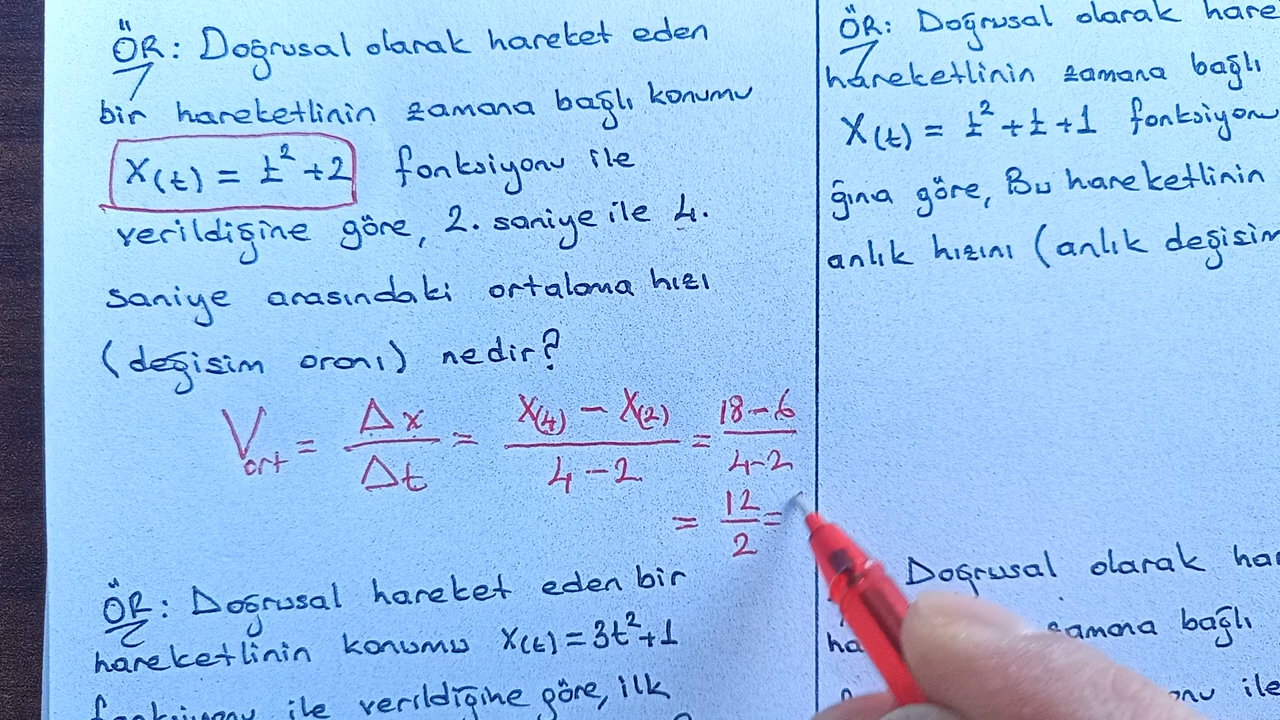 ÖR: Doğrusal olarak hareket eden
bir hareketlinin zamana bağlı konumu
X(t) = t² + 2 fonksiyonu ile
verildiğine göre, 2. saniye ile 4.
saniye arasındaki ortalama hızı
(değişim oranı) nedir?
Vort = Δx/Δt = (X(4) − X(2))/(4 − 2) = (18 − 6)/(4 - 2)
= 12/2 =
ÖR: Doğrusal hareket eden bir
hareketlinin konumu X(t) = 3t² + 1
fonksiyonu ile verildiğine göre, ilk
ÖR: Doğrusal olarak hare
hareketlinin zamana bağlı
X(t) = t² + t + 1 fonksiyonu
ğına göre, Bu hareketlinin
anlık hızını (anlık değişim
Doğrusal olarak ha
ha zamana bağlı
nu ile